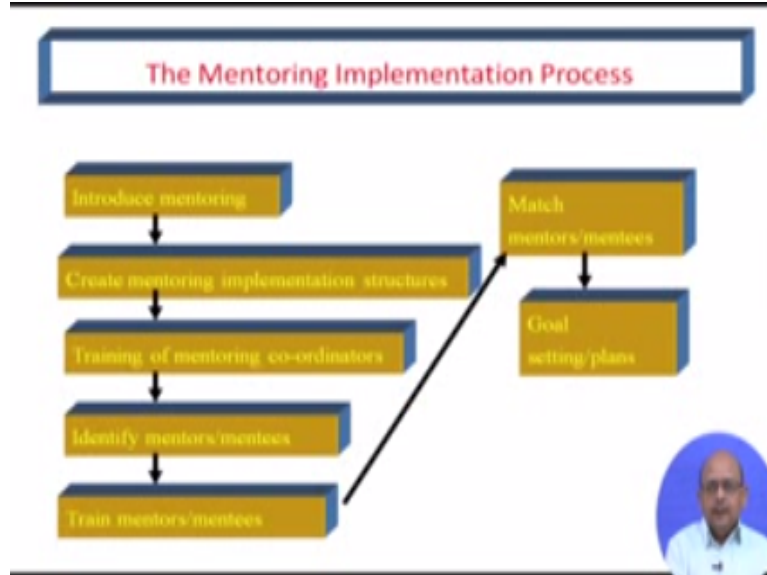 The Mentoring Implementation Process
Introduce mentoring
Create mentoring implementation structures
Training of mentoring co-ordinators
Identify mentors/mentees
Train mentors/mentees
Match
mentors/mentees
Goal
setting/plans